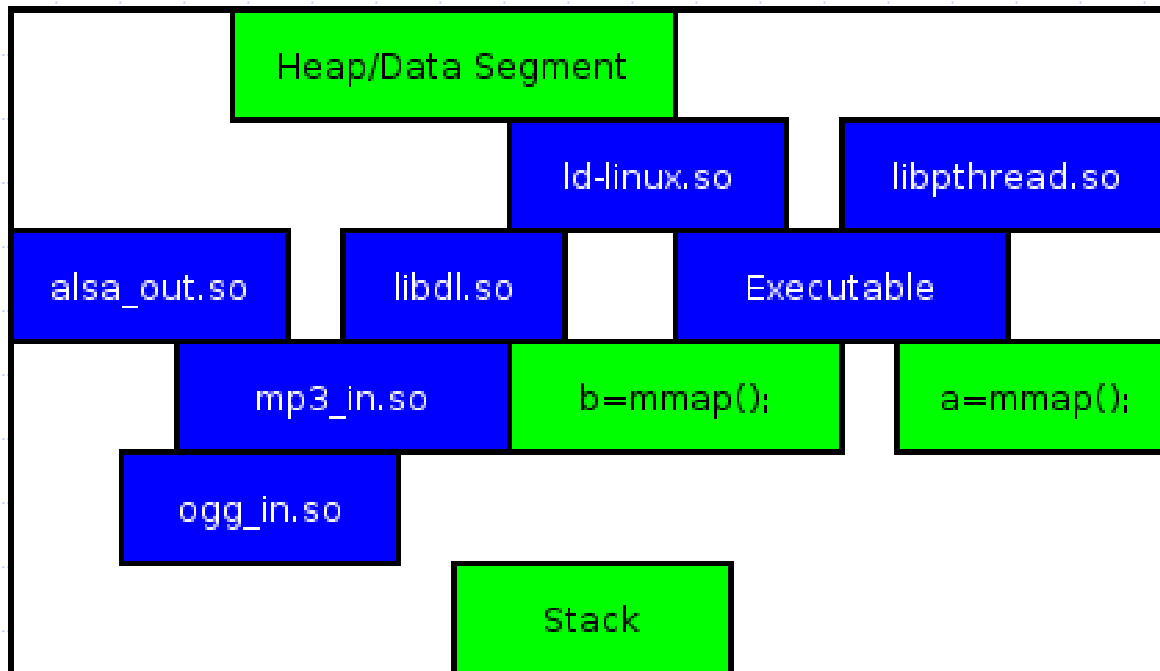 Heap/Data Segment
ld-linux.so
libpthread.so
alsa_out.so
libdl.so
Executable
mp3_in.so
b=mmap();
a=mmap();
ogg_in.so
Stack